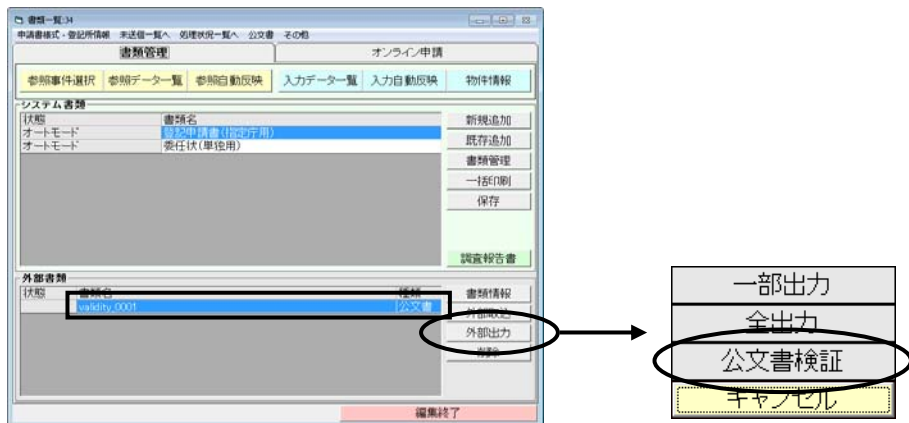 書類一覧:34
申請書様式・登記所情報 未送信一覧へ 処理状況一覧へ 公文書 その他
書類管理 オンライン申請
参照事件選択 参照データ一覧 参照自動反映 入力データ一覧 入力自動反映 物件情報
システム書類
状態 書類名 新規追加
オートモード 登記申請書(指定庁用)
オートモード 委任状(単独用) 既存追加
書類管理
一括印刷
保存
調査報告書
外部書類
状態 書類名 種類 書類情報
validity_0001 公文書 外部取込
外部出力
削除
編集終了
一部出力
全出力
公文書検証
キャンセル